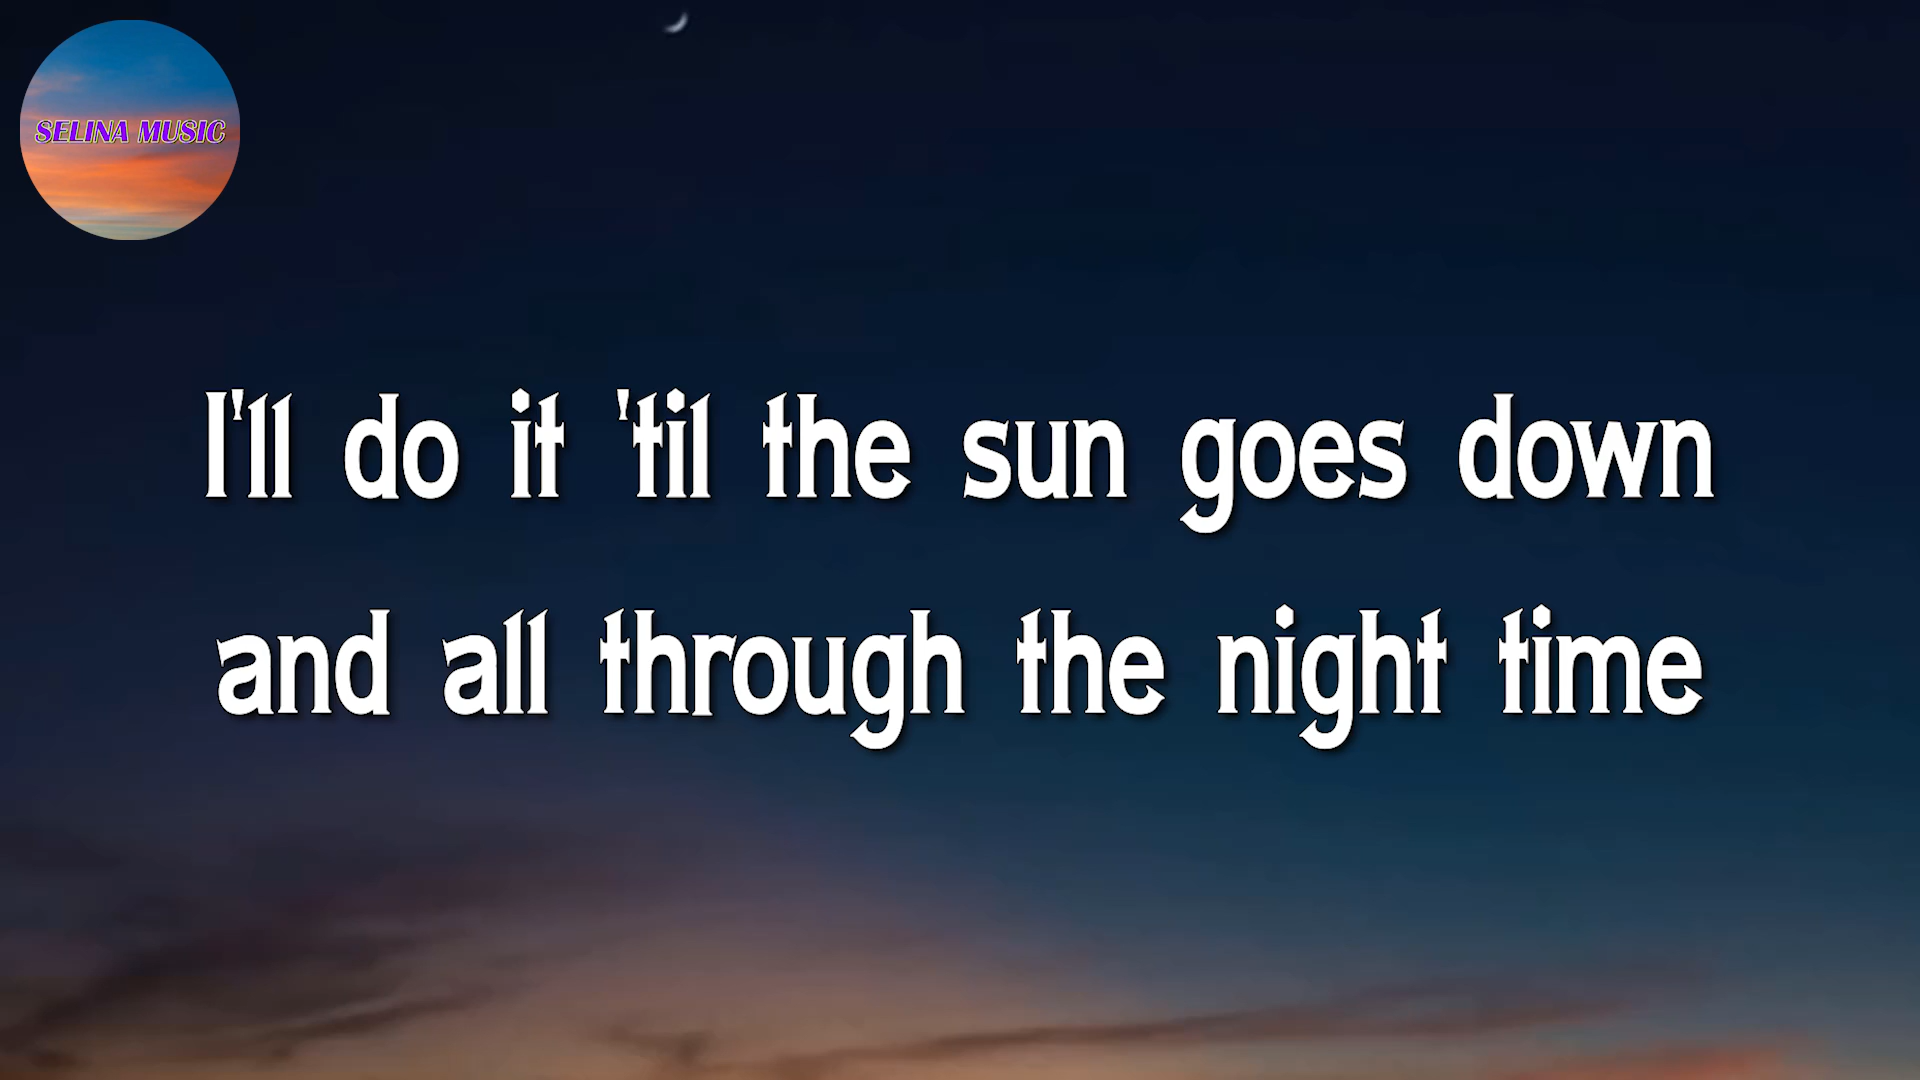 SELINA MUSIC
I'll do it 'til the sun goes down
and all through the night time